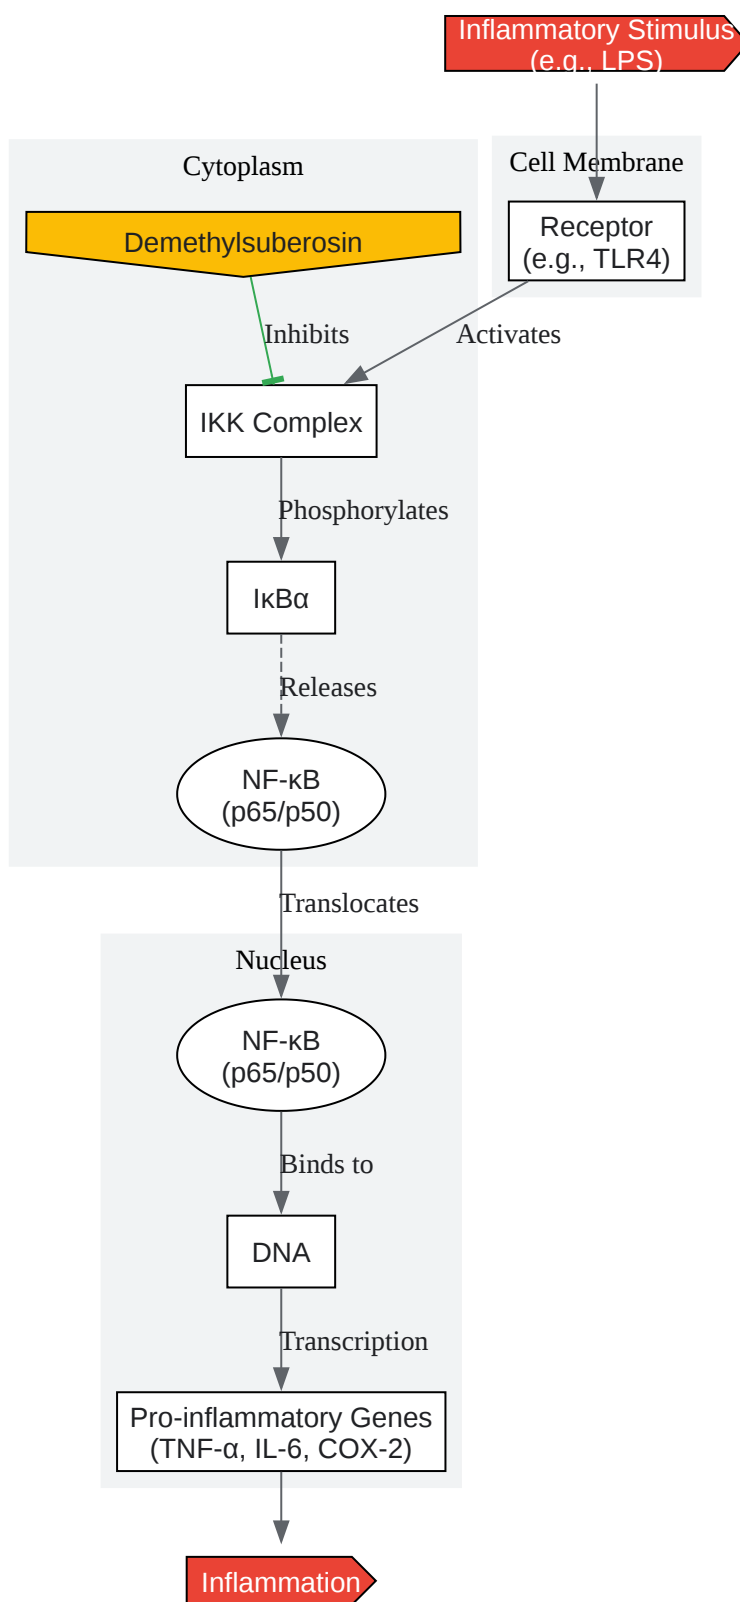 Inflammatory Stimulus
(e.g., LPS)
Cytoplasm
Cell Membrane
Demethylsuberosin
Receptor
(e.g., TLR4)
Inhibits
Activates
IKK Complex
Phosphorylates
IκBα
Releases
NF-κB
(p65/p50)
Translocates
Nucleus
NF-κB
(p65/p50)
Binds to
DNA
Transcription
Pro-inflammatory Genes
(TNF-α, IL-6, COX-2)
Inflammation